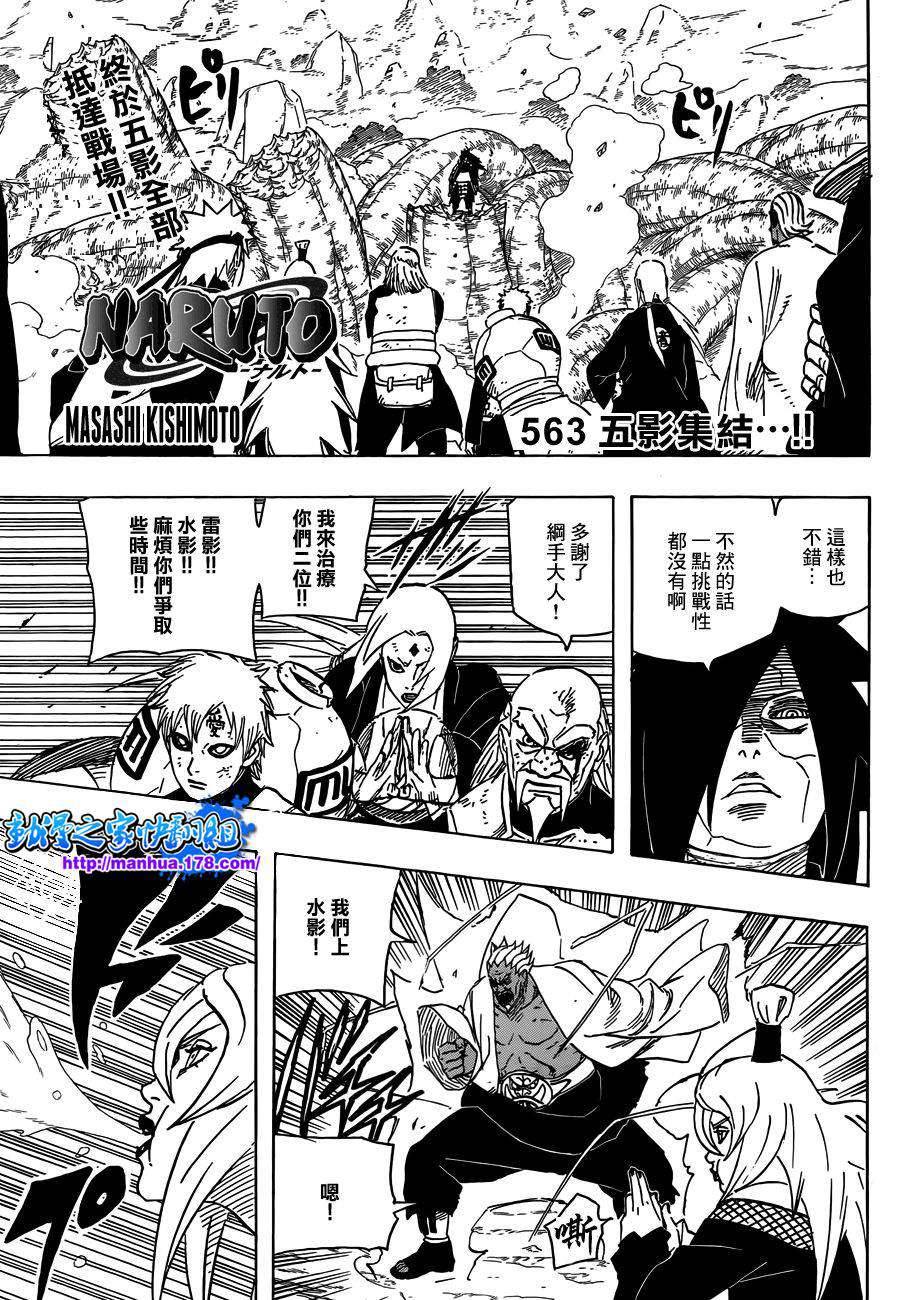 ピリ
ピリ
終於五影全部
抵達戰場!!
NARUTO
-ナルト-
MASASHI KISHIMOTO
563 五影集結…!!
這樣也
不錯…
不然的話
一點挑戰性
都沒有啊
多謝了
綱手大人!
我來治療
你們二位!!
雷影!!
水影!!
麻煩你們爭取
些時間!!
愛
動漫之家快翻組
http://manhua.178.com/
我們上
水影!
嗯!
嘶
プ